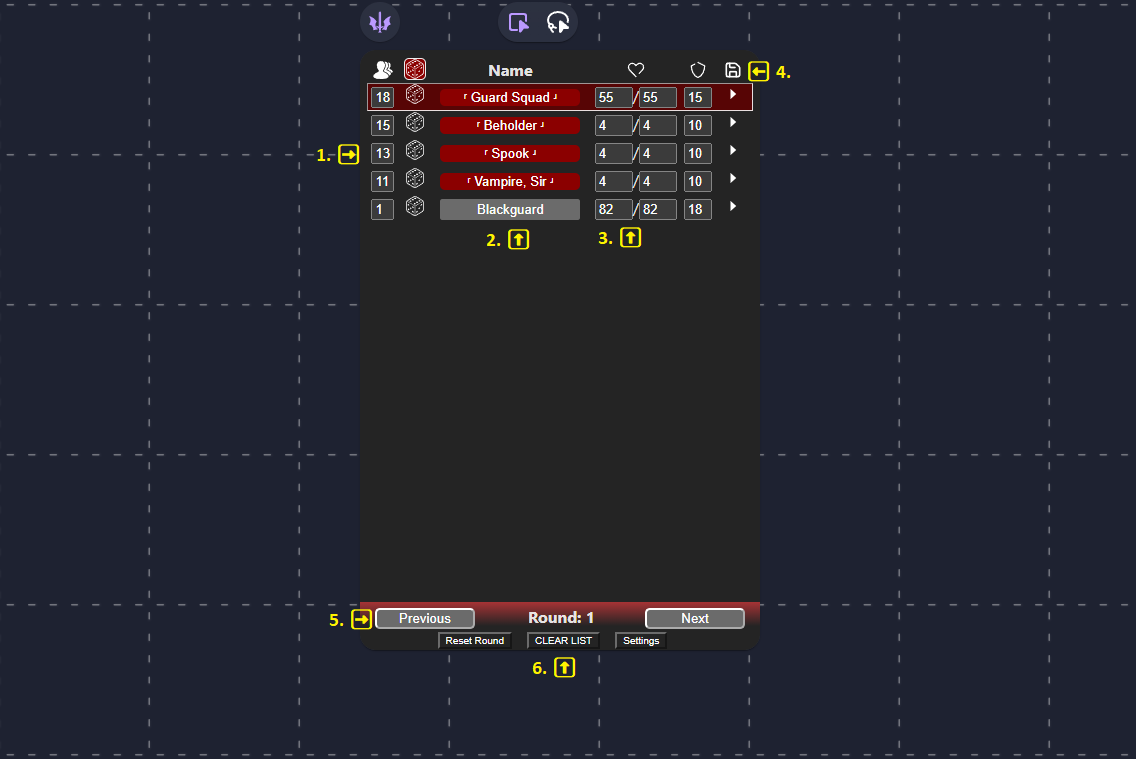 Name
4.
18 ⸢ Guard Squad ⸥ 55 / 55 15
15 ⸢ Beholder ⸥ 4 / 4 10
1. 13 ⸢ Spook ⸥ 4 / 4 10
11 ⸢ Vampire, Sir ⸥ 4 / 4 10
1 Blackguard 82 / 82 18
2. 3.
5. Previous Round: 1 Next
Reset Round CLEAR LIST Settings
6.